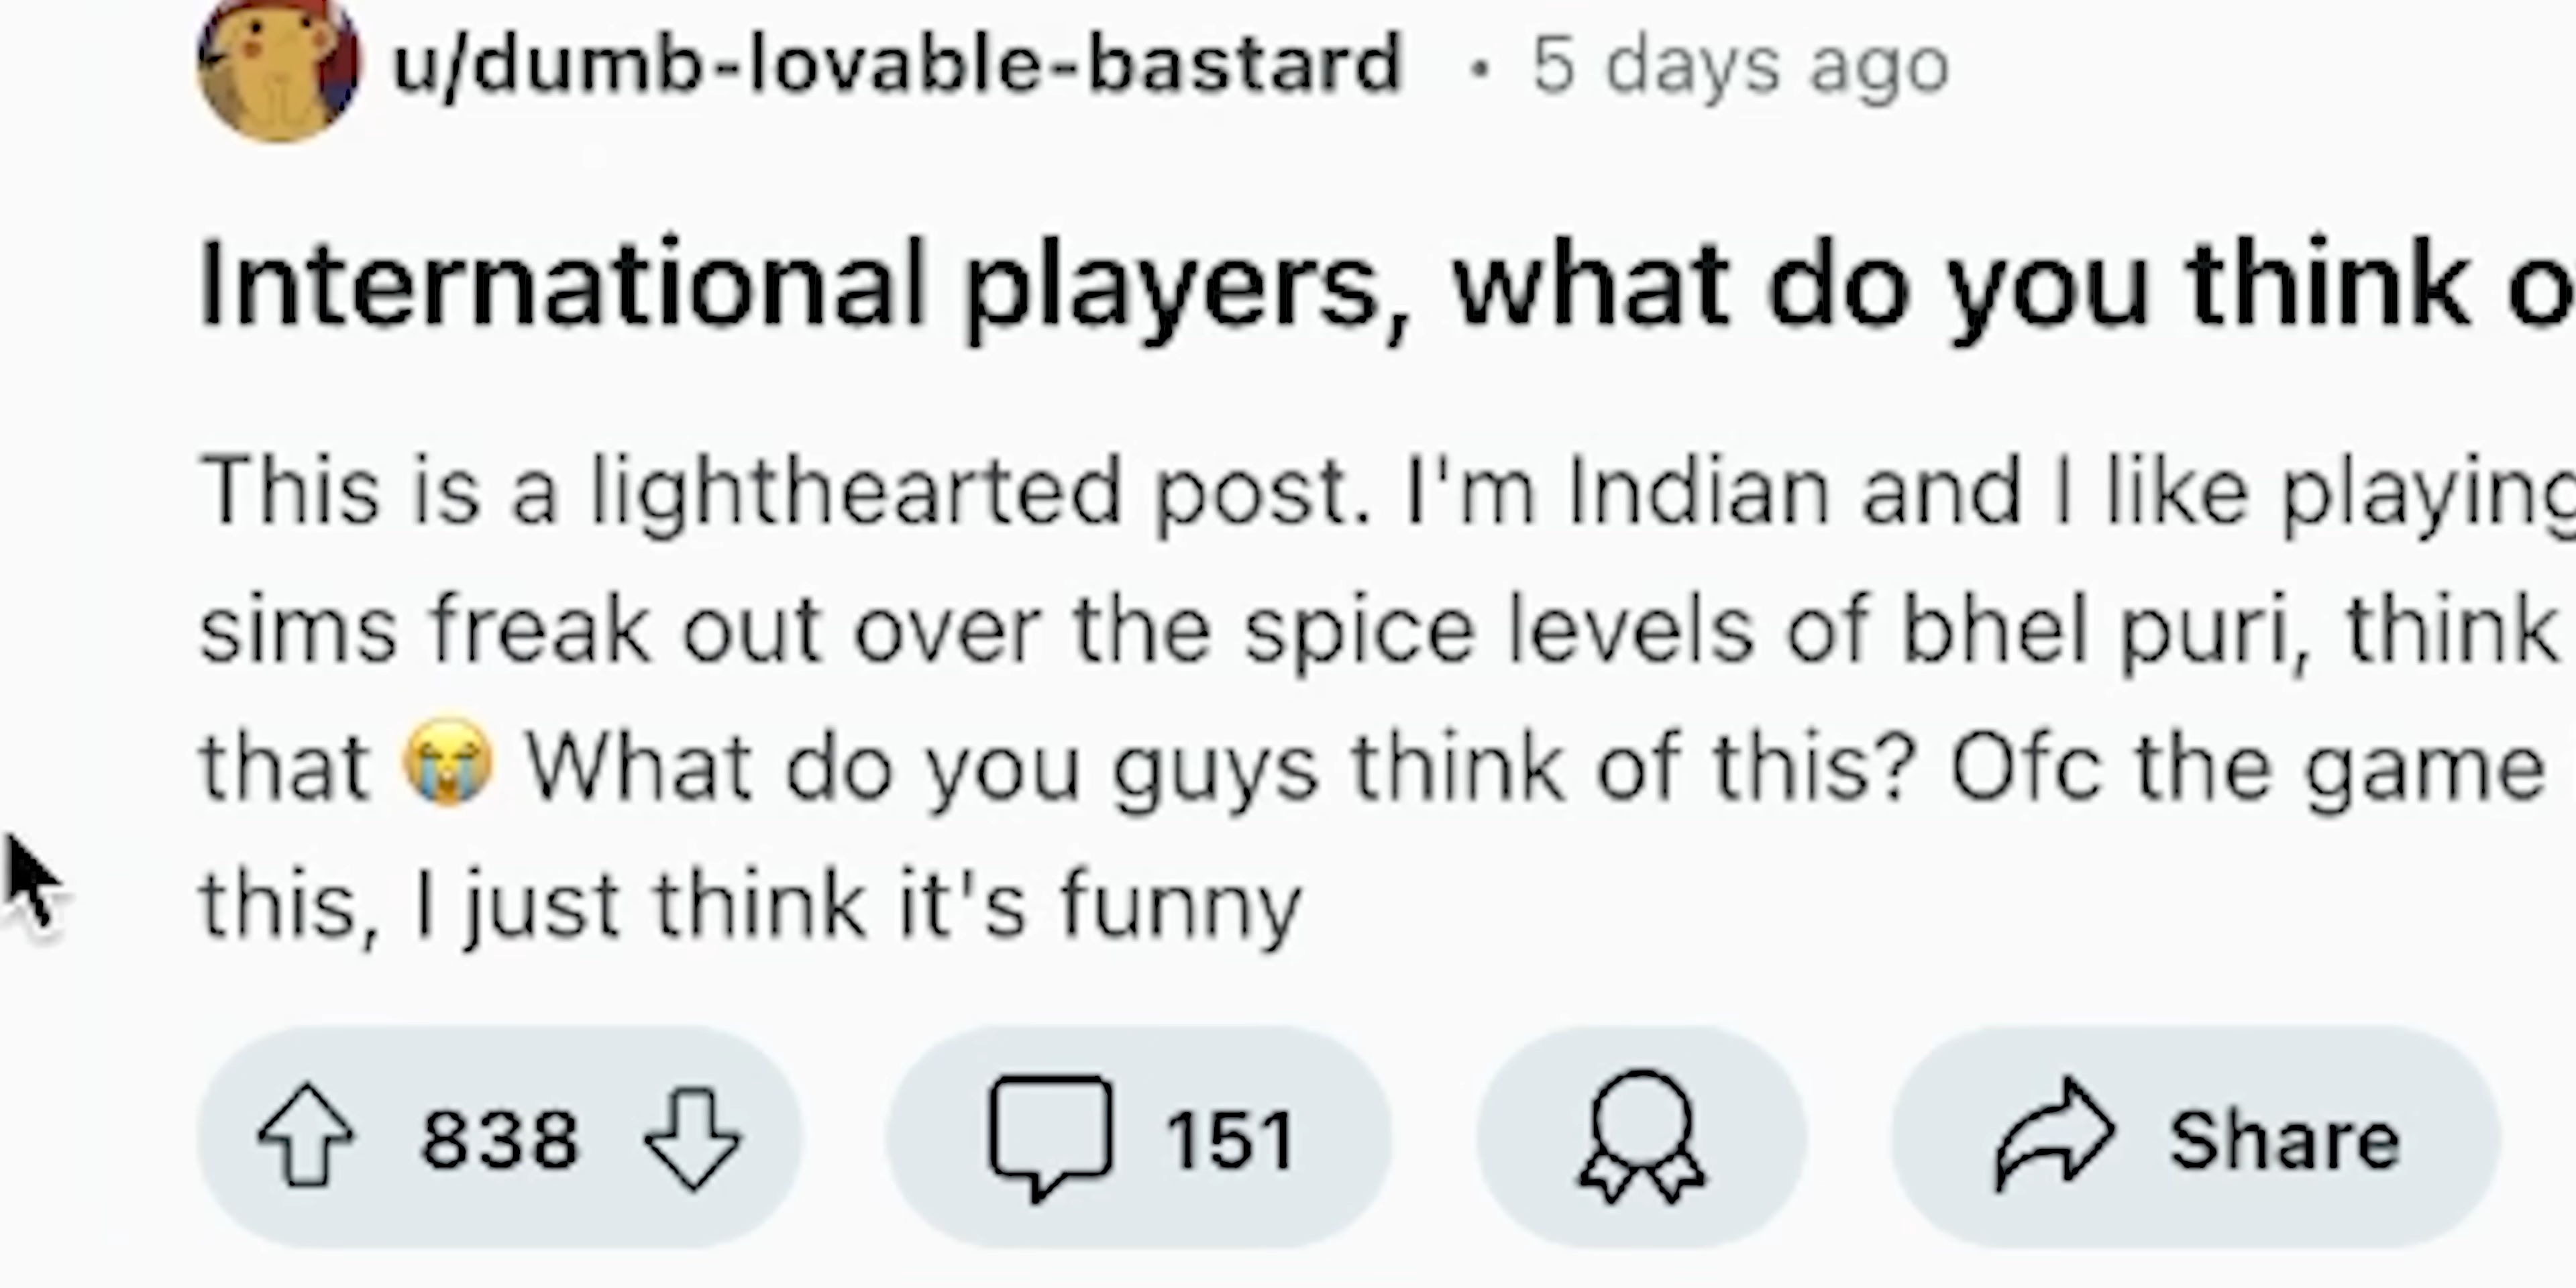 u/dumb-lovable-bastard • 5 days ago
International players, what do you think
This is a lighthearted post. I'm Indian and I like playing
sims freak out over the spice levels of bhel puri, think
that 😭 What do you guys think of this? Ofc the game
this, I just think it's funny
838 151 Share